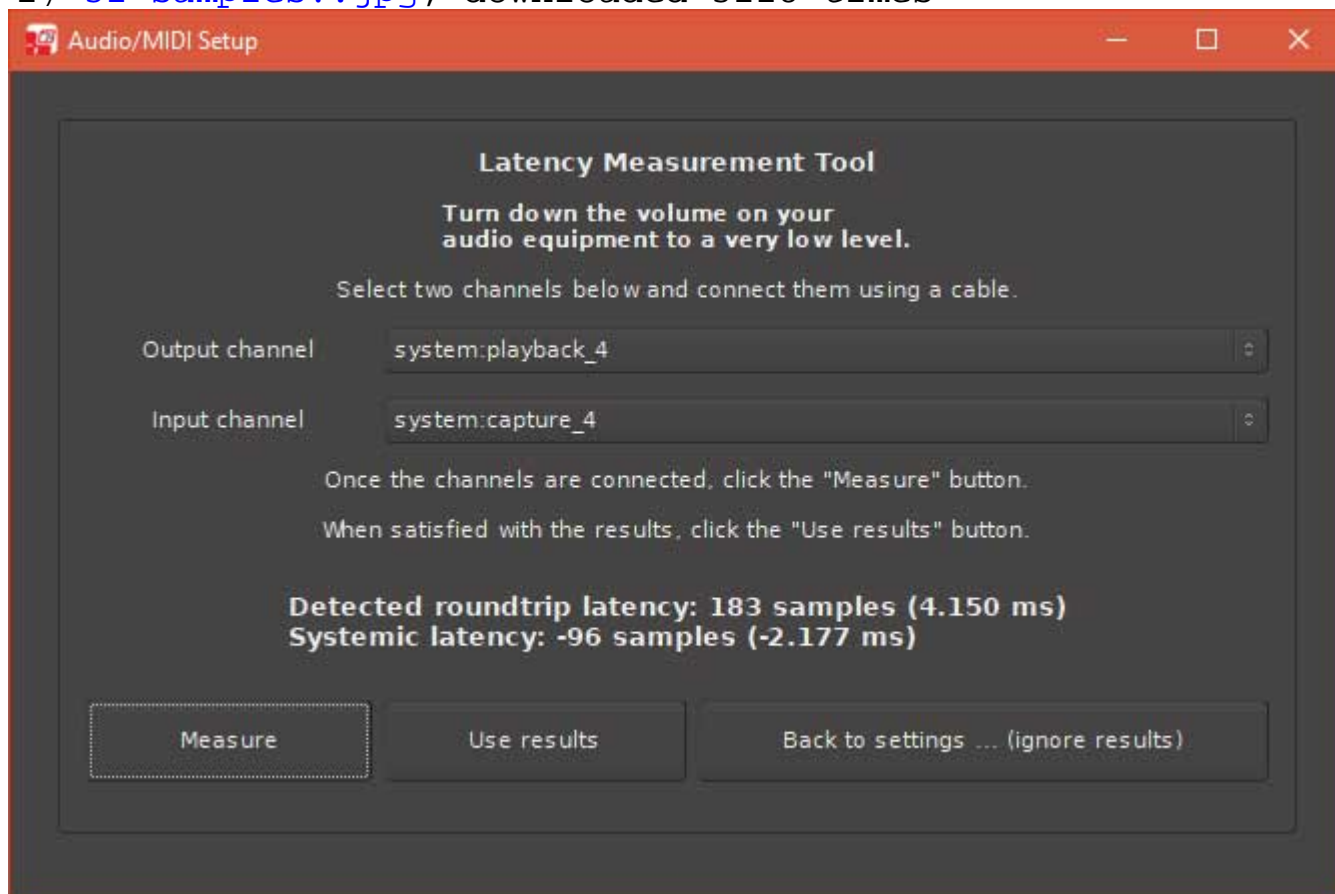 Audio/MIDI Setup
Latency Measurement Tool
Turn down the volume on your
audio equipment to a very low level.
Select two channels below and connect them using a cable.
Output channel system:playback_4
Input channel system:capture_4
Once the channels are connected, click the "Measure" button.
When satisfied with the results, click the "Use results" button.
Detected roundtrip latency: 183 samples (4.150 ms)
Systemic latency: -96 samples (-2.177 ms)
Measure Use results Back to settings ... (ignore results)